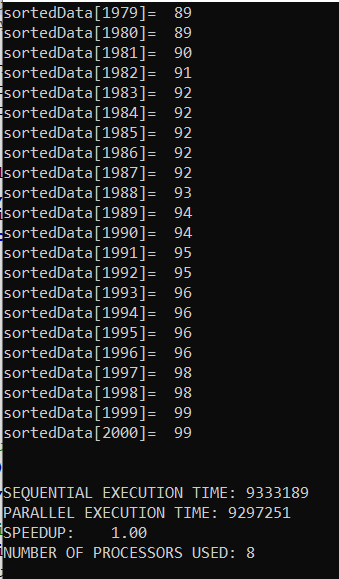 sortedData[1979]=  89
sortedData[1980]=  89
sortedData[1981]=  90
sortedData[1982]=  91
sortedData[1983]=  92
sortedData[1984]=  92
sortedData[1985]=  92
sortedData[1986]=  92
sortedData[1987]=  92
sortedData[1988]=  93
sortedData[1989]=  94
sortedData[1990]=  94
sortedData[1991]=  95
sortedData[1992]=  95
sortedData[1993]=  96
sortedData[1994]=  96
sortedData[1995]=  96
sortedData[1996]=  96
sortedData[1997]=  98
sortedData[1998]=  98
sortedData[1999]=  99
sortedData[2000]=  99
SEQUENTIAL EXECUTION TIME: 9333189
PARALLEL EXECUTION TIME: 9297251
SPEEDUP:    1.00
NUMBER OF PROCESSORS USED: 8